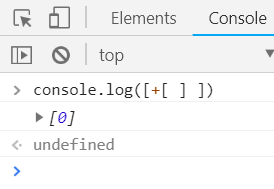 Elements Console
top
> console.log([+[ ] ])
▶[0]
undefined
>